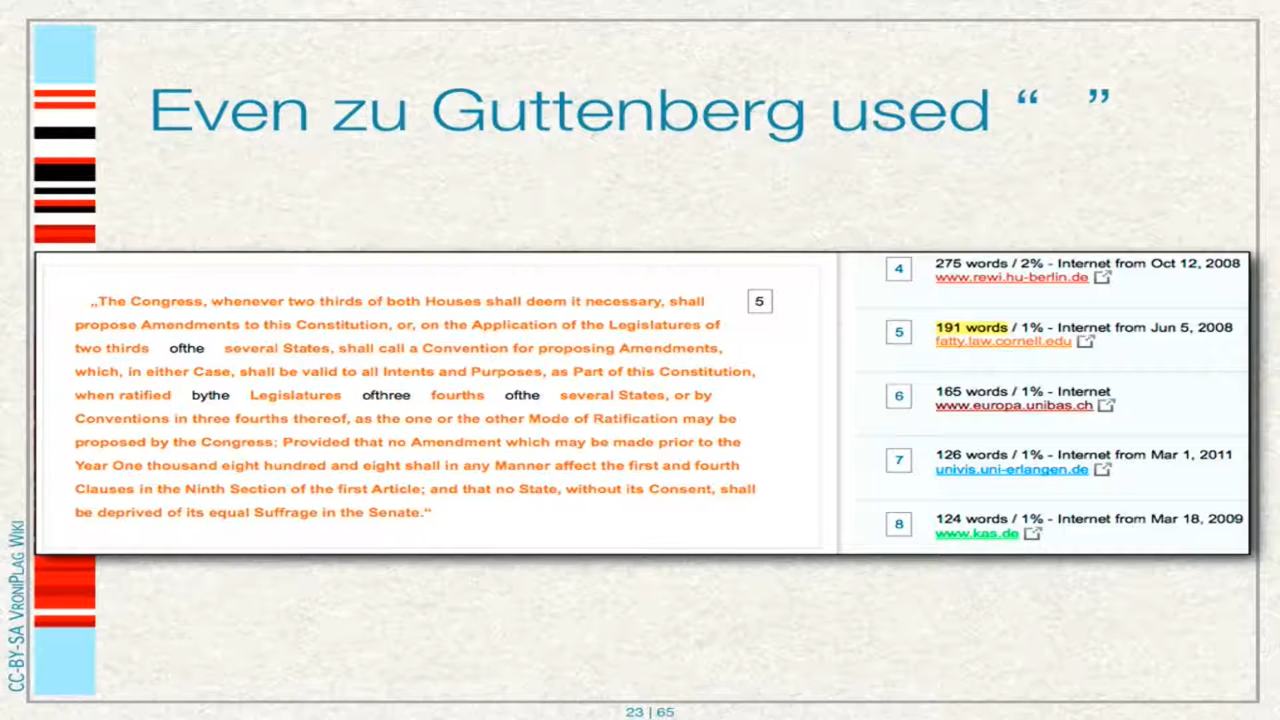 Even zu Guttenberg used “ ”
„The Congress, whenever two thirds of both Houses shall deem it necessary, shall
propose Amendments to this Constitution, or, on the Application of the Legislatures of
two thirds ofthe several States, shall call a Convention for proposing Amendments,
which, in either Case, shall be valid to all Intents and Purposes, as Part of this Constitution,
when ratified bythe Legislatures ofthree fourths ofthe several States, or by
Conventions in three fourths thereof, as the one or the other Mode of Ratification may be
proposed by the Congress; Provided that no Amendment which may be made prior to the
Year One thousand eight hundred and eight shall in any Manner affect the first and fourth
Clauses in the Ninth Section of the first Article; and that no State, without its Consent, shall
be deprived of its equal Suffrage in the Senate.“
5
4
275 words / 2% - Internet from Oct 12, 2008
www.rewi.hu-berlin.de
5
191 words / 1% - Internet from Jun 5, 2008
fatty.law.cornell.edu
6
165 words / 1% - Internet
www.europa.unibas.ch
7
126 words / 1% - Internet from Mar 1, 2011
univis.uni-erlangen.de
8
124 words / 1% - Internet from Mar 18, 2009
www.kas.de
CC-BY-SA VRONIPLAG WIKI
23 | 65